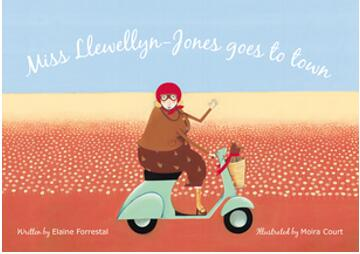 Miss Llewellyn-Jones goes to town
Written by Elaine Forrestal
Illustrated by Moira Court